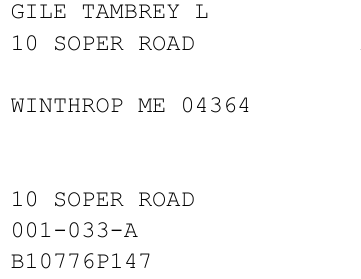 GILE TAMBREY L
10 SOPER ROAD
WINTHROP ME 04364
10 SOPER ROAD
001-033-A
B10776P147